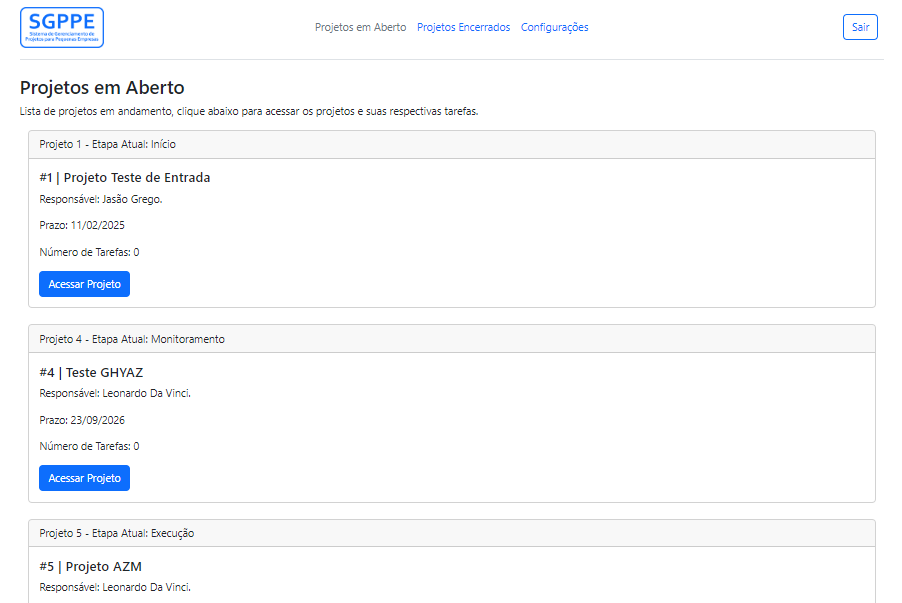 SGPPE
Sistema de Gerenciamento de
Projetos para Pequenas Empresas
Projetos em Aberto
Projetos Encerrados
Configurações
Sair
Projetos em Aberto
Lista de projetos em andamento, clique abaixo para acessar os projetos e suas respectivas tarefas.
Projeto 1 - Etapa Atual: Início
#1 | Projeto Teste de Entrada
Responsável: Jasão Grego.
Prazo: 11/02/2025
Número de Tarefas: 0
Acessar Projeto
Projeto 4 - Etapa Atual: Monitoramento
#4 | Teste GHYAZ
Responsável: Leonardo Da Vinci.
Prazo: 23/09/2026
Número de Tarefas: 0
Acessar Projeto
Projeto 5 - Etapa Atual: Execução
#5 | Projeto AZM
Responsável: Leonardo Da Vinci.